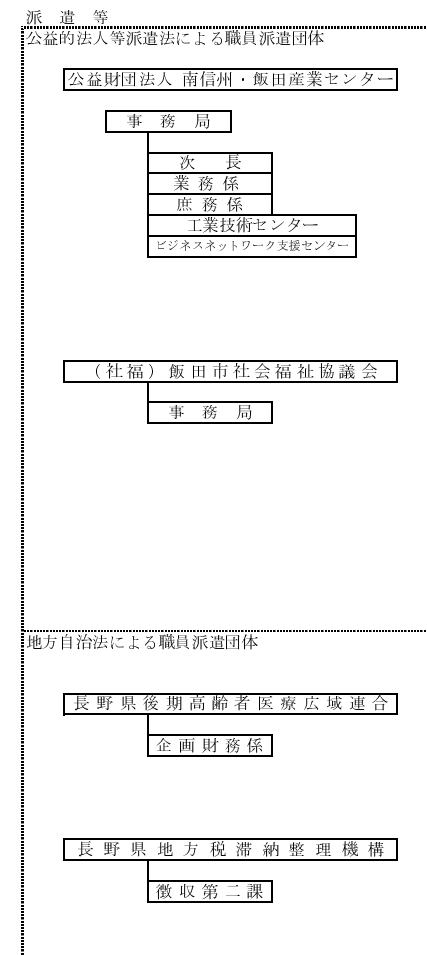 派　遣　等
公益的法人等派遣法による職員派遣団体
公益財団法人 南信州・飯田産業センター
事　務　局
次　　長
業 務 係
庶 務 係
工業技術センター
ビジネスネットワーク支援センター
（社福）飯田市社会福祉協議会
事　務　局
地方自治法による職員派遣団体
長野県後期高齢者医療広域連合
企画財務係
長野県地方税滞納整理機構
徴収第二課